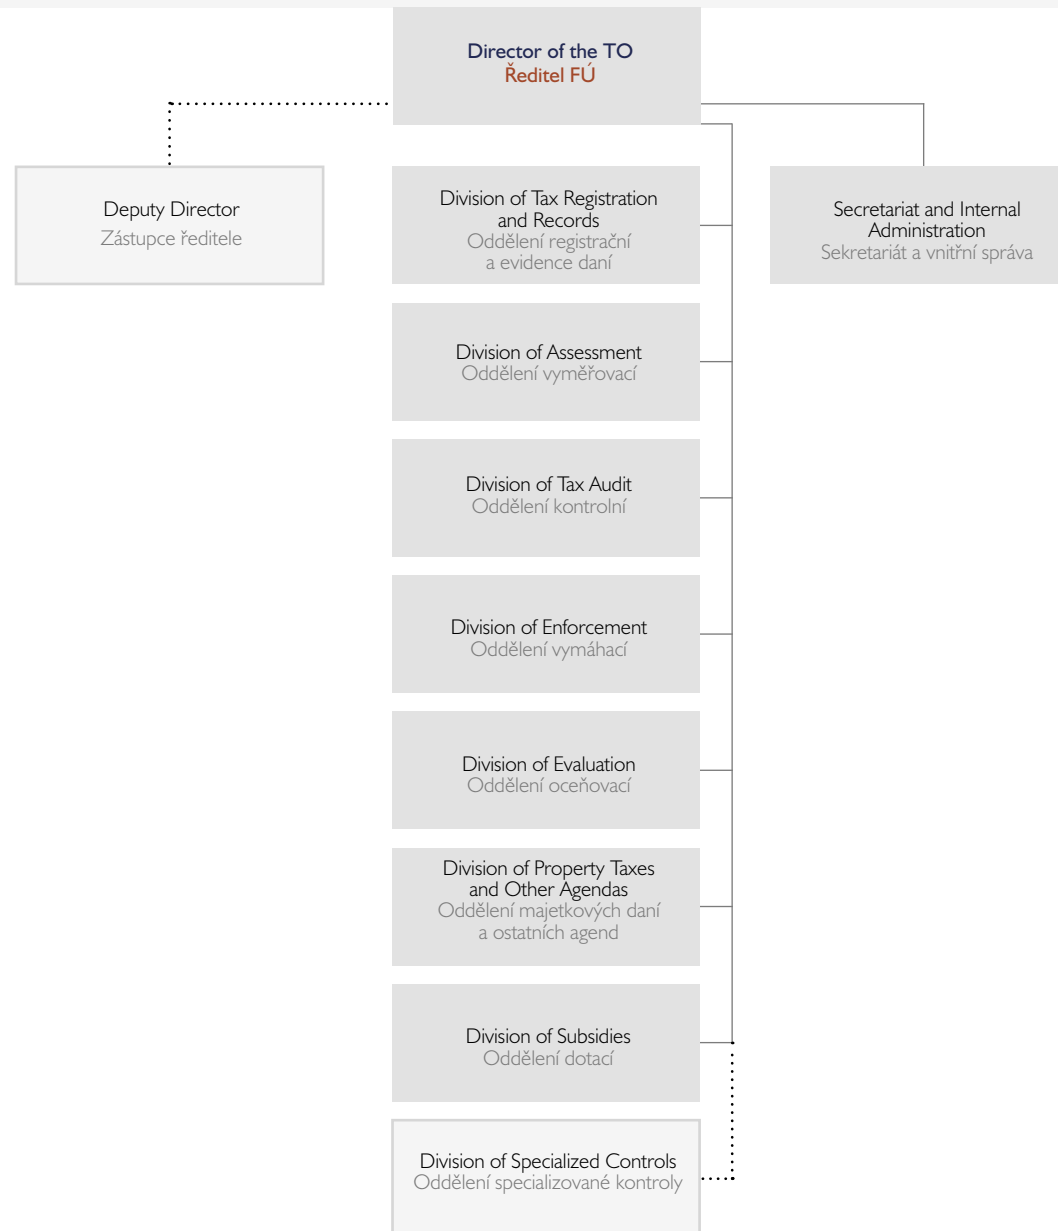 Director of the TO
Ředitel FÚ
Deputy Director
Zástupce ředitele
Division of Tax Registration
and Records
Oddělení registrační
a evidence daní
Secretariat and Internal
Administration
Sekretariát a vnitřní správa
Division of Assessment
Oddělení vyměřovací
Division of Tax Audit
Oddělení kontrolní
Division of Enforcement
Oddělení vymáhací
Division of Evaluation
Oddělení oceňovací
Division of Property Taxes
and Other Agendas
Oddělení majetkových daní
a ostatních agend
Division of Subsidies
Oddělení dotací
Division of Specialized Controls
Oddělení specializované kontroly